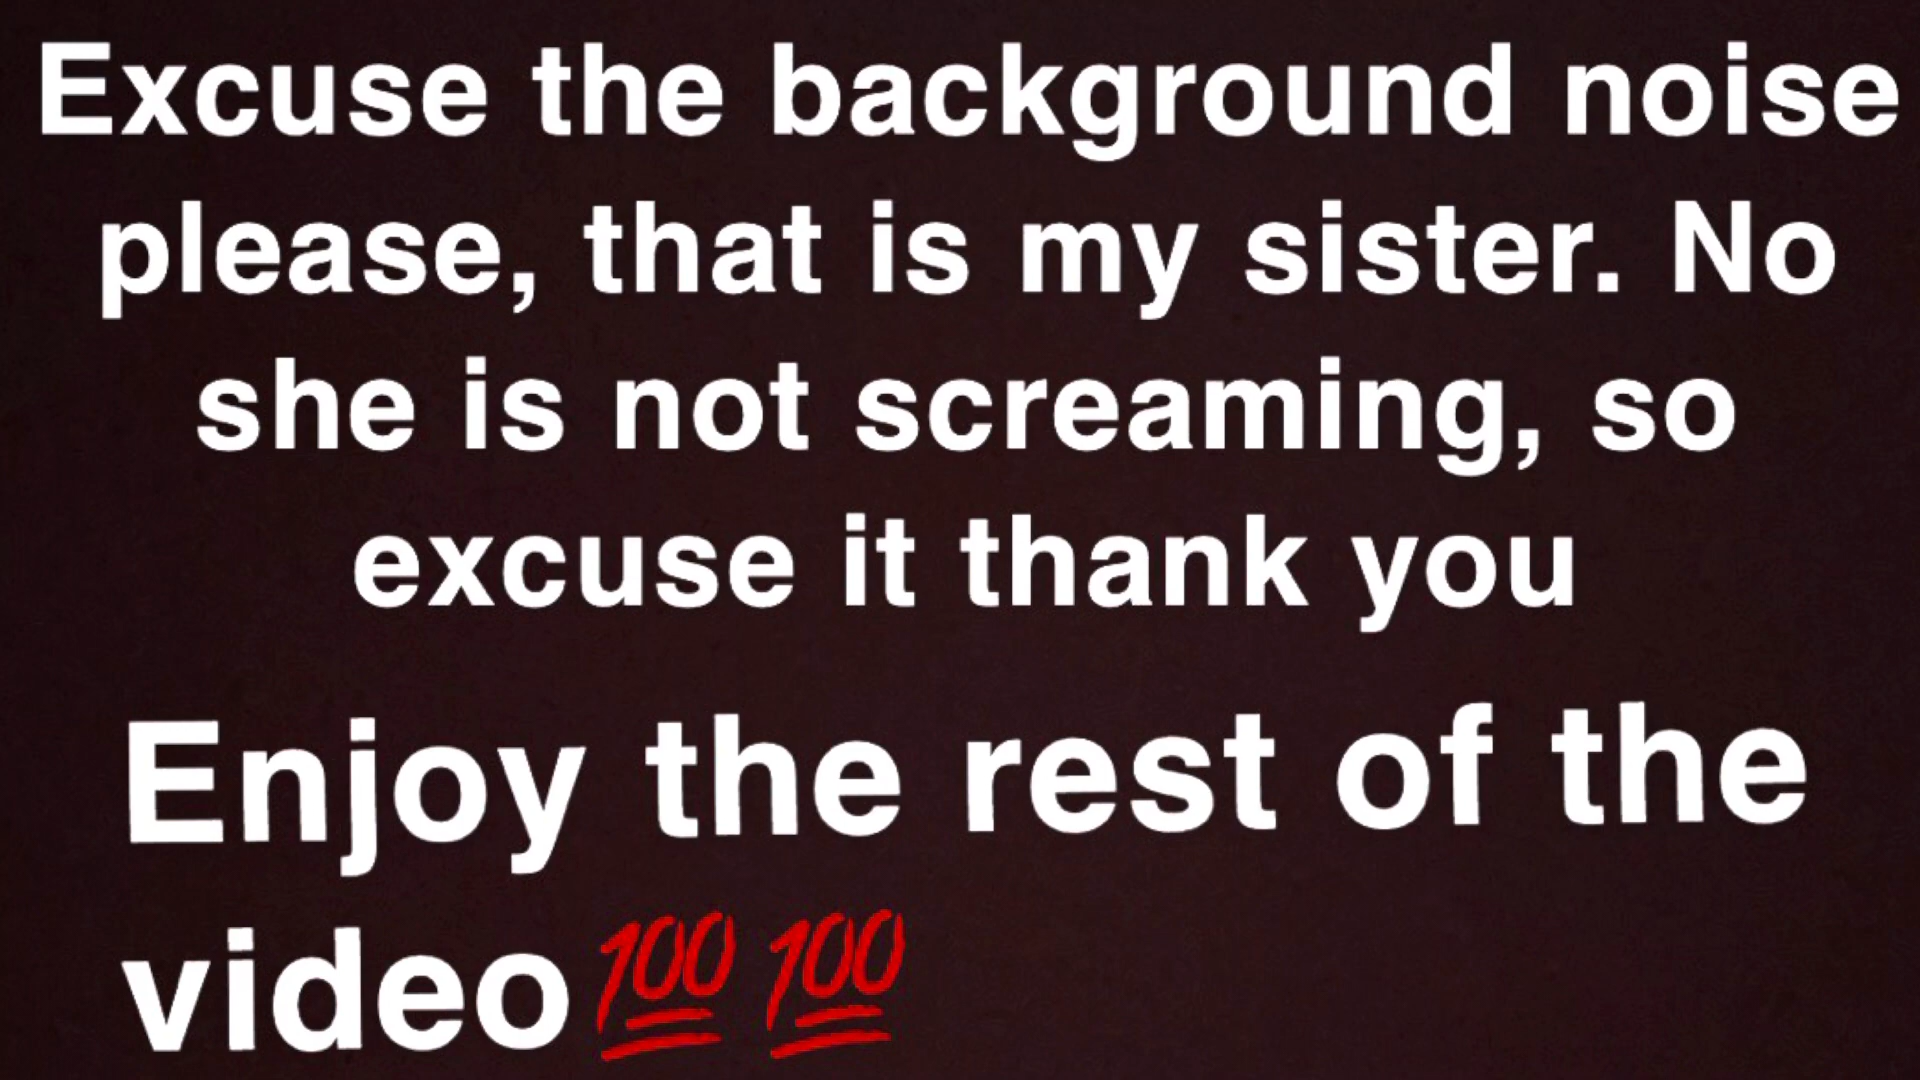 Excuse the background noise
please, that is my sister. No
she is not screaming, so
excuse it thank you
Enjoy the rest of the
video💯💯